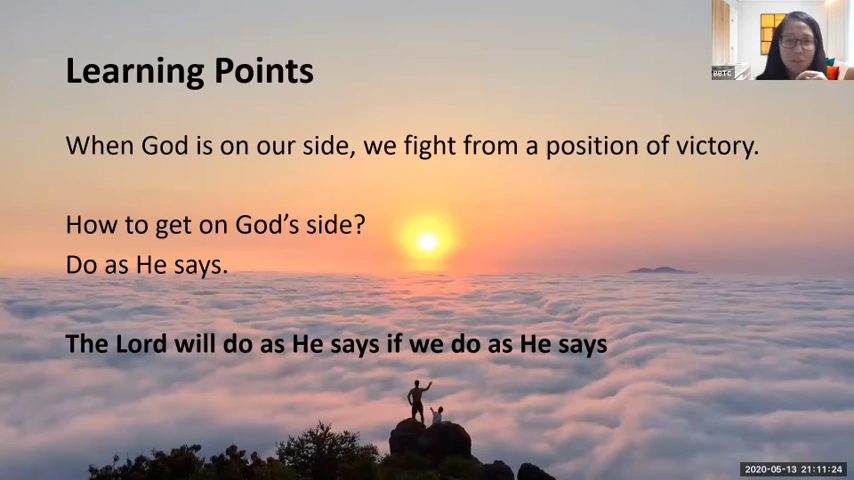 Learning Points
When God is on our side, we fight from a position of victory.
How to get on God’s side?
Do as He says.
The Lord will do as He says if we do as He says
BBTC
2020-05-13 21:11:24